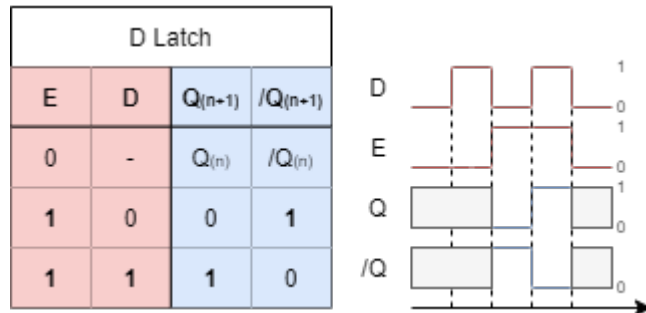 D Latch
E D Q(n+1) /Q(n+1)
0 - Q(n) /Q(n)
1 0 0 1
1 1 1 0
D 1 0
E 1 0
Q 1 0
/Q 0